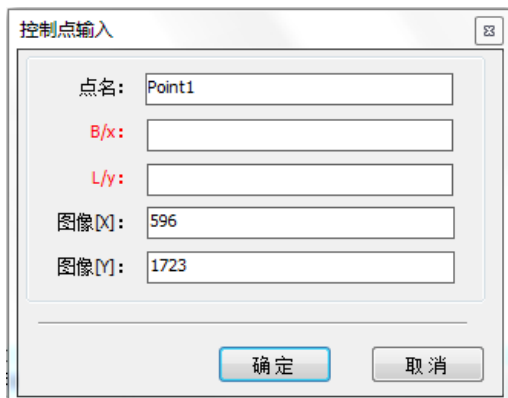 控制点输入
点名: Point1
B/x:
L/y:
图像[X]: 596
图像[Y]: 1723
确定 取消